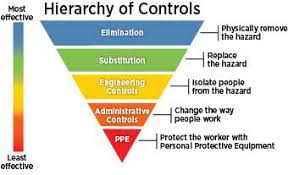 Most
effective
Hierarchy of Controls
Elimination
Physically remove
the hazard
Substitution
Replace
the hazard
Engineering
Controls
Isolate people
from the hazard
Administrative
Controls
Change the way
people work
PPE
Protect the worker with
Personal Protective Equipment
Least
effective